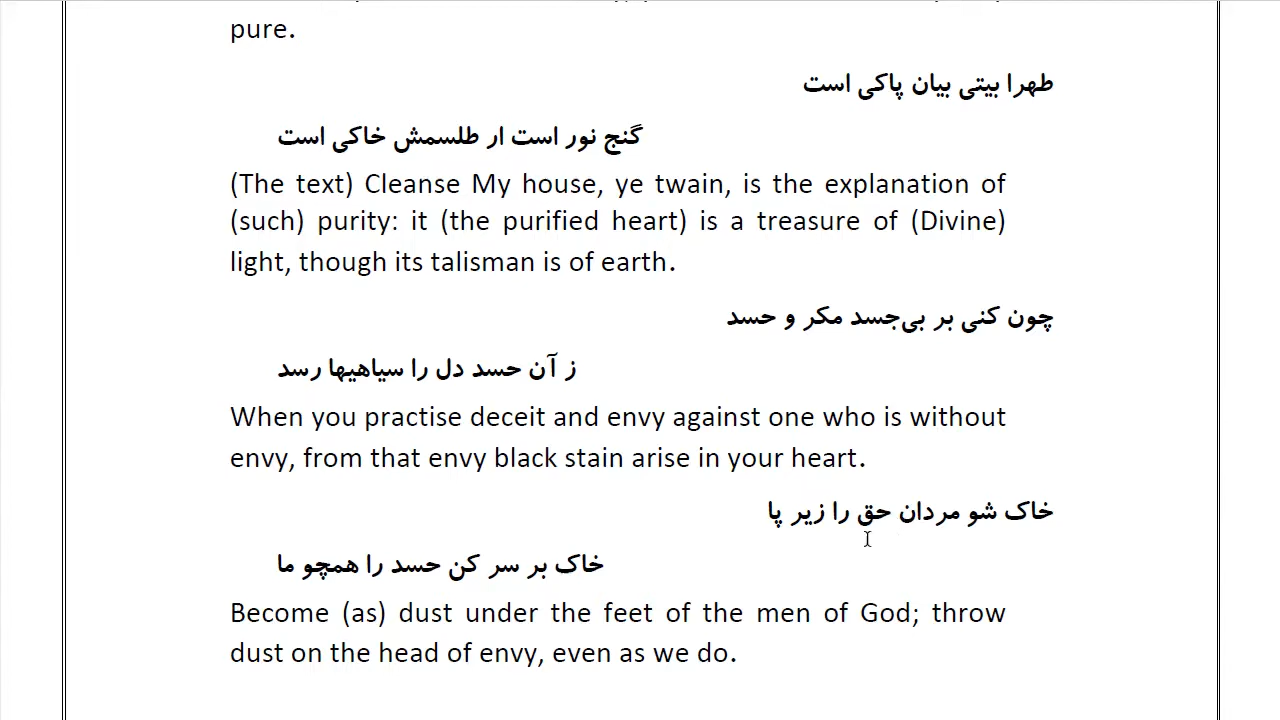 pure.
طهرا بیتی بیان پاکی است
گنج نور است ار طلسمش خاکی است
(The text) Cleanse My house, ye twain, is the explanation of
(such) purity: it (the purified heart) is a treasure of (Divine)
light, though its talisman is of earth.
چون کنی بر بی‌جسد مکر و حسد
ز آن حسد دل را سیاهیها رسد
When you practise deceit and envy against one who is without
envy, from that envy black stain arise in your heart.
خاک شو مردان حق را زیر پا
خاک بر سر کن حسد را همچو ما
Become (as) dust under the feet of the men of God; throw
dust on the head of envy, even as we do.